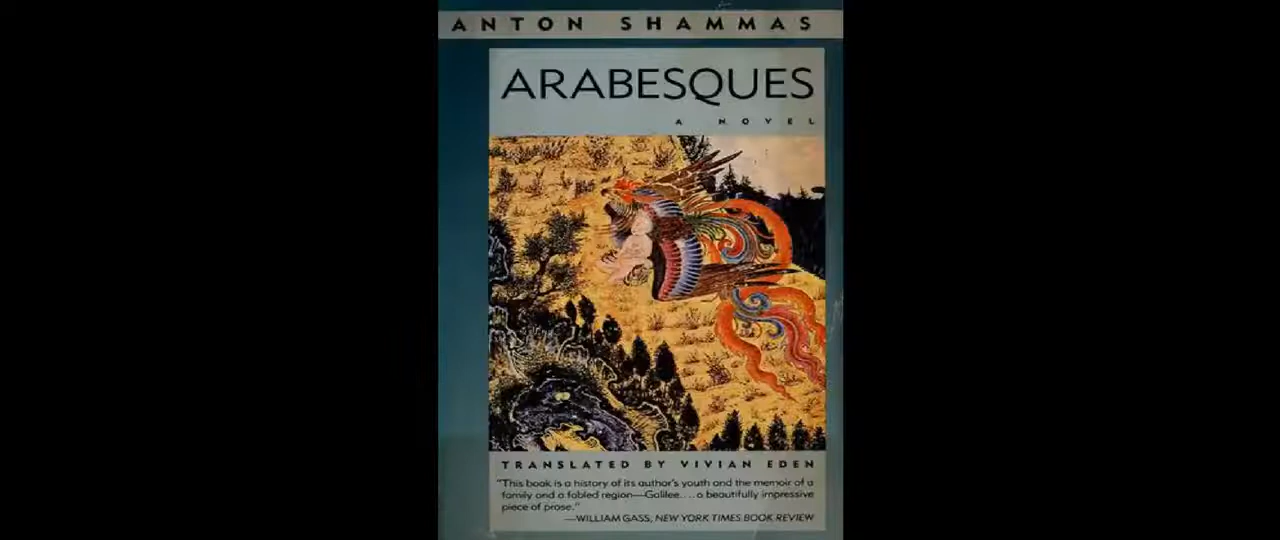 ANTON SHAMMAS
ARABESQUES
A NOVEL
TRANSLATED BY VIVIAN EDEN
"This book is a history of its author's youth and the memoir of a
family and a fabled region—Galilee.... a beautifully impressive
piece of prose."
—WILLIAM GASS, NEW YORK TIMES BOOK REVIEW